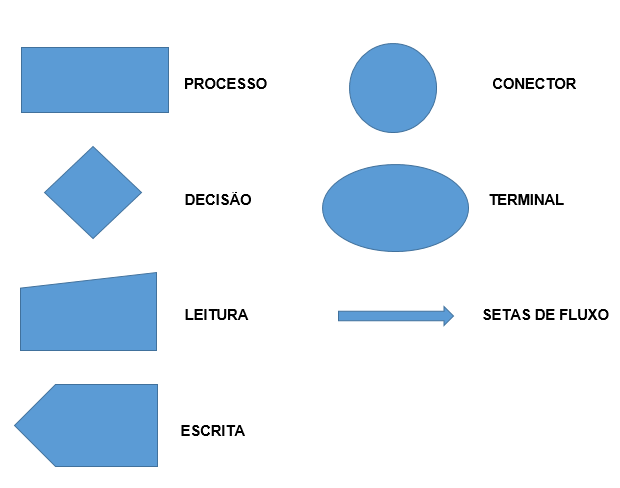 PROCESSO
CONECTOR
DECISÃO
TERMINAL
LEITURA
SETAS DE FLUXO
ESCRITA